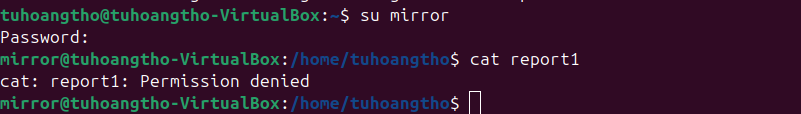 tuhoangtho@tuhoangtho-VirtualBox:~$ su mirror
Password:
mirror@tuhoangtho-VirtualBox:/home/tuhoangtho$ cat report1
cat: report1: Permission denied
mirror@tuhoangtho-VirtualBox:/home/tuhoangtho$